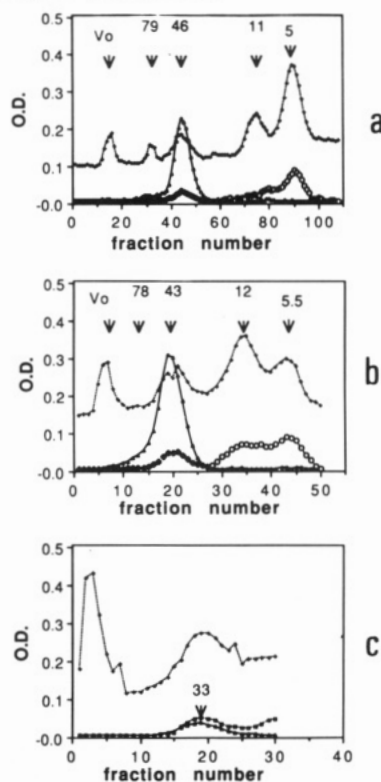 Vo 79 46 11 5
0.5
0.4
0.3
0.2
0.1
-0.0
O.D.
0 20 40 60 80 100
fraction number
a
Vo 78 43 12 5.5
0.5
0.4
0.3
0.2
0.1
0.0
O.D.
0 10 20 30 40 50
fraction number
b
0.5
0.4
0.3
0.2
0.1
-0.0
O.D.
33
0 10 20 30 40
fraction number
c